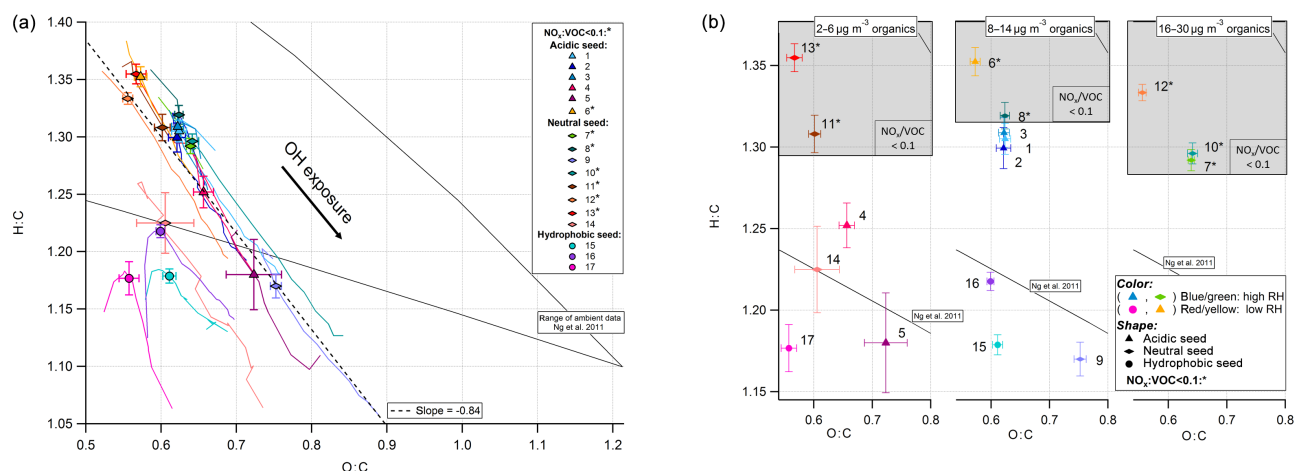 (a)
1.40
1.35
1.30
1.25
1.20
1.15
1.10
1.05
H:C
0.5
0.6
0.7
0.8
0.9
1.0
1.1
1.2
O:C
OH exposure
NOx:VOC<0.1:*
Acidic seed:
1
2
3
4
5
6*
Neutral seed:
7*
8*
9
10*
11*
12*
13*
14
Hydrophobic seed:
15
16
17
Range of ambient data
Ng et al. 2011
Slope = -0.84
(b)
1.35
1.30
1.25
1.20
1.15
H:C
2–6 µg m-3 organics
13*
11*
NOx/VOC
< 0.1
4
14
Ng et al. 2011
17
5
0.6
0.7
0.8
O:C
8–14 µg m-3 organics
6*
NOx/VOC
< 0.1
8*
3
1
2
Ng et al. 2011
16
15
9
0.6
0.7
0.8
O:C
16–30 µg m-3 organics
12*
NOx/VOC
< 0.1
10*
7*
Ng et al. 2011
Color:
( , ) Blue/green: high RH
( , ) Red/yellow: low RH
Shape:
Acidic seed
Neutral seed
Hydrophobic seed
NOx:VOC<0.1:*
0.6
0.7
0.8
O:C